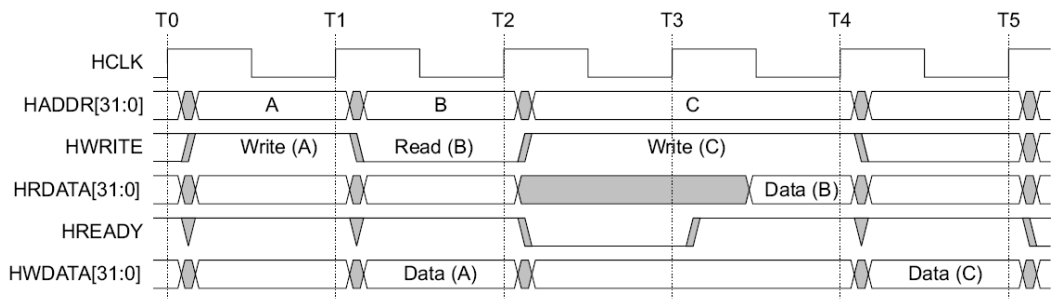 T0 T1 T2 T3 T4 T5
HCLK
HADDR[31:0] A B C
HWRITE Write (A) Read (B) Write (C)
HRDATA[31:0] Data (B)
HREADY
HWDATA[31:0] Data (A) Data (C)